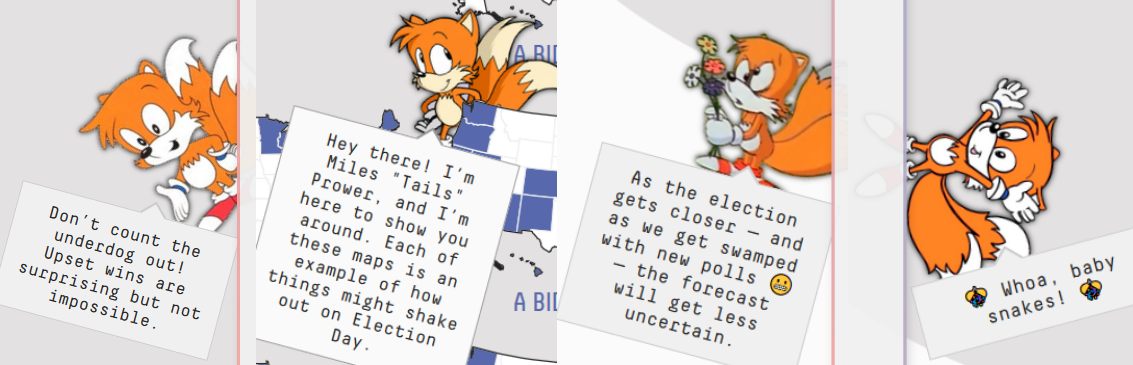 Don't count the
underdog out!
Upset wins are
surprising but not
impossible.
A BID
Hey there! I'm
Miles "Tails"
Prower, and I'm
here to show you
around. Each of
these maps is an
example of how
things might shake
out on Election
Day.
A BID
As the election
gets closer — and
as we get swamped
with new polls 😬
— the forecast
will get less
uncertain.
Whoa, baby
snakes!